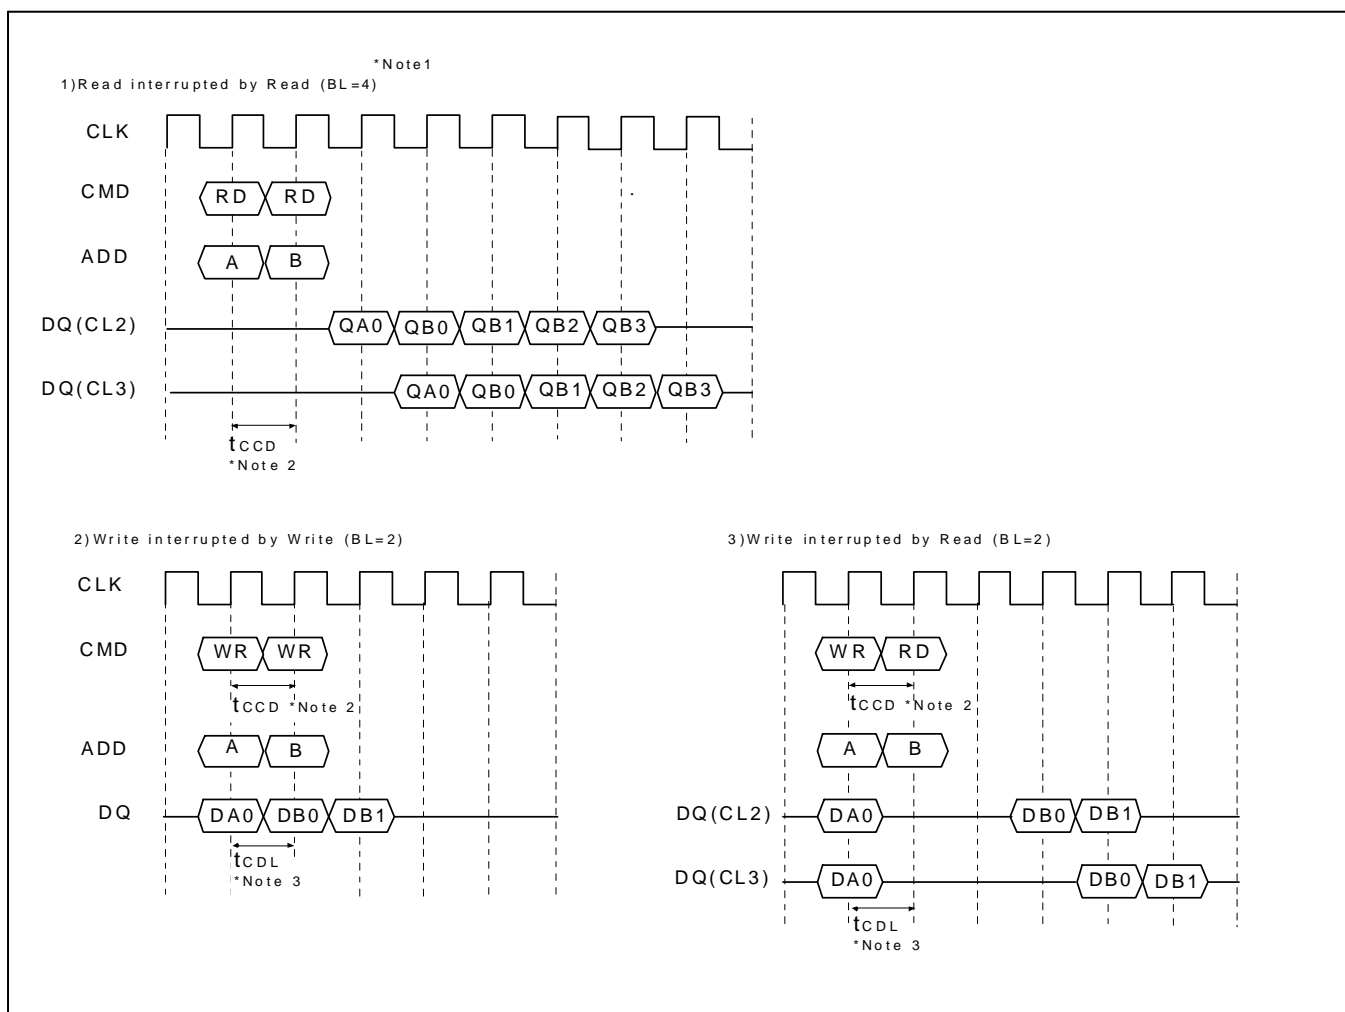 *Note1
1)Read interrupted by Read (BL=4)
CLK
CMD RD RD
ADD A B
DQ(CL2) QA0 QB0 QB1 QB2 QB3
DQ(CL3) QA0 QB0 QB1 QB2 QB3
tCCD
*Note 2
2)Write interrupted by Write (BL=2)
CLK
CMD WR WR
tCCD *Note 2
ADD A B
DQ DA0 DB0 DB1
tCDL
*Note 3
3)Write interrupted by Read (BL=2)
WR RD
tCCD *Note 2
A B
DQ(CL2) DA0 DB0 DB1
DQ(CL3) DA0 DB0 DB1
tCDL
*Note 3